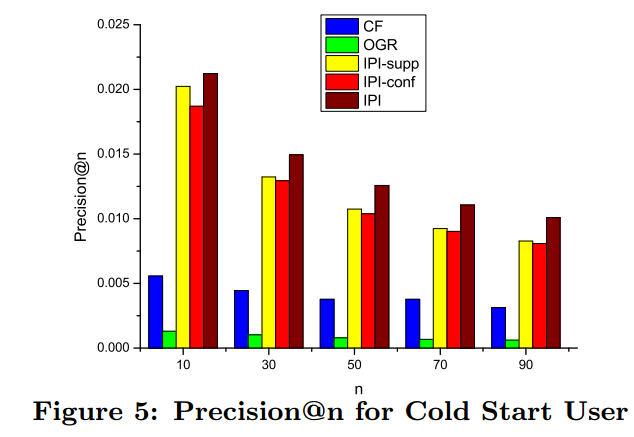 0.025
0.020
0.015
0.010
0.005
0.000
Precision@n
CF
OGR
IPI-supp
IPI-conf
IPI
10 30 50 70 90
n
Figure 5: Precision@n for Cold Start User